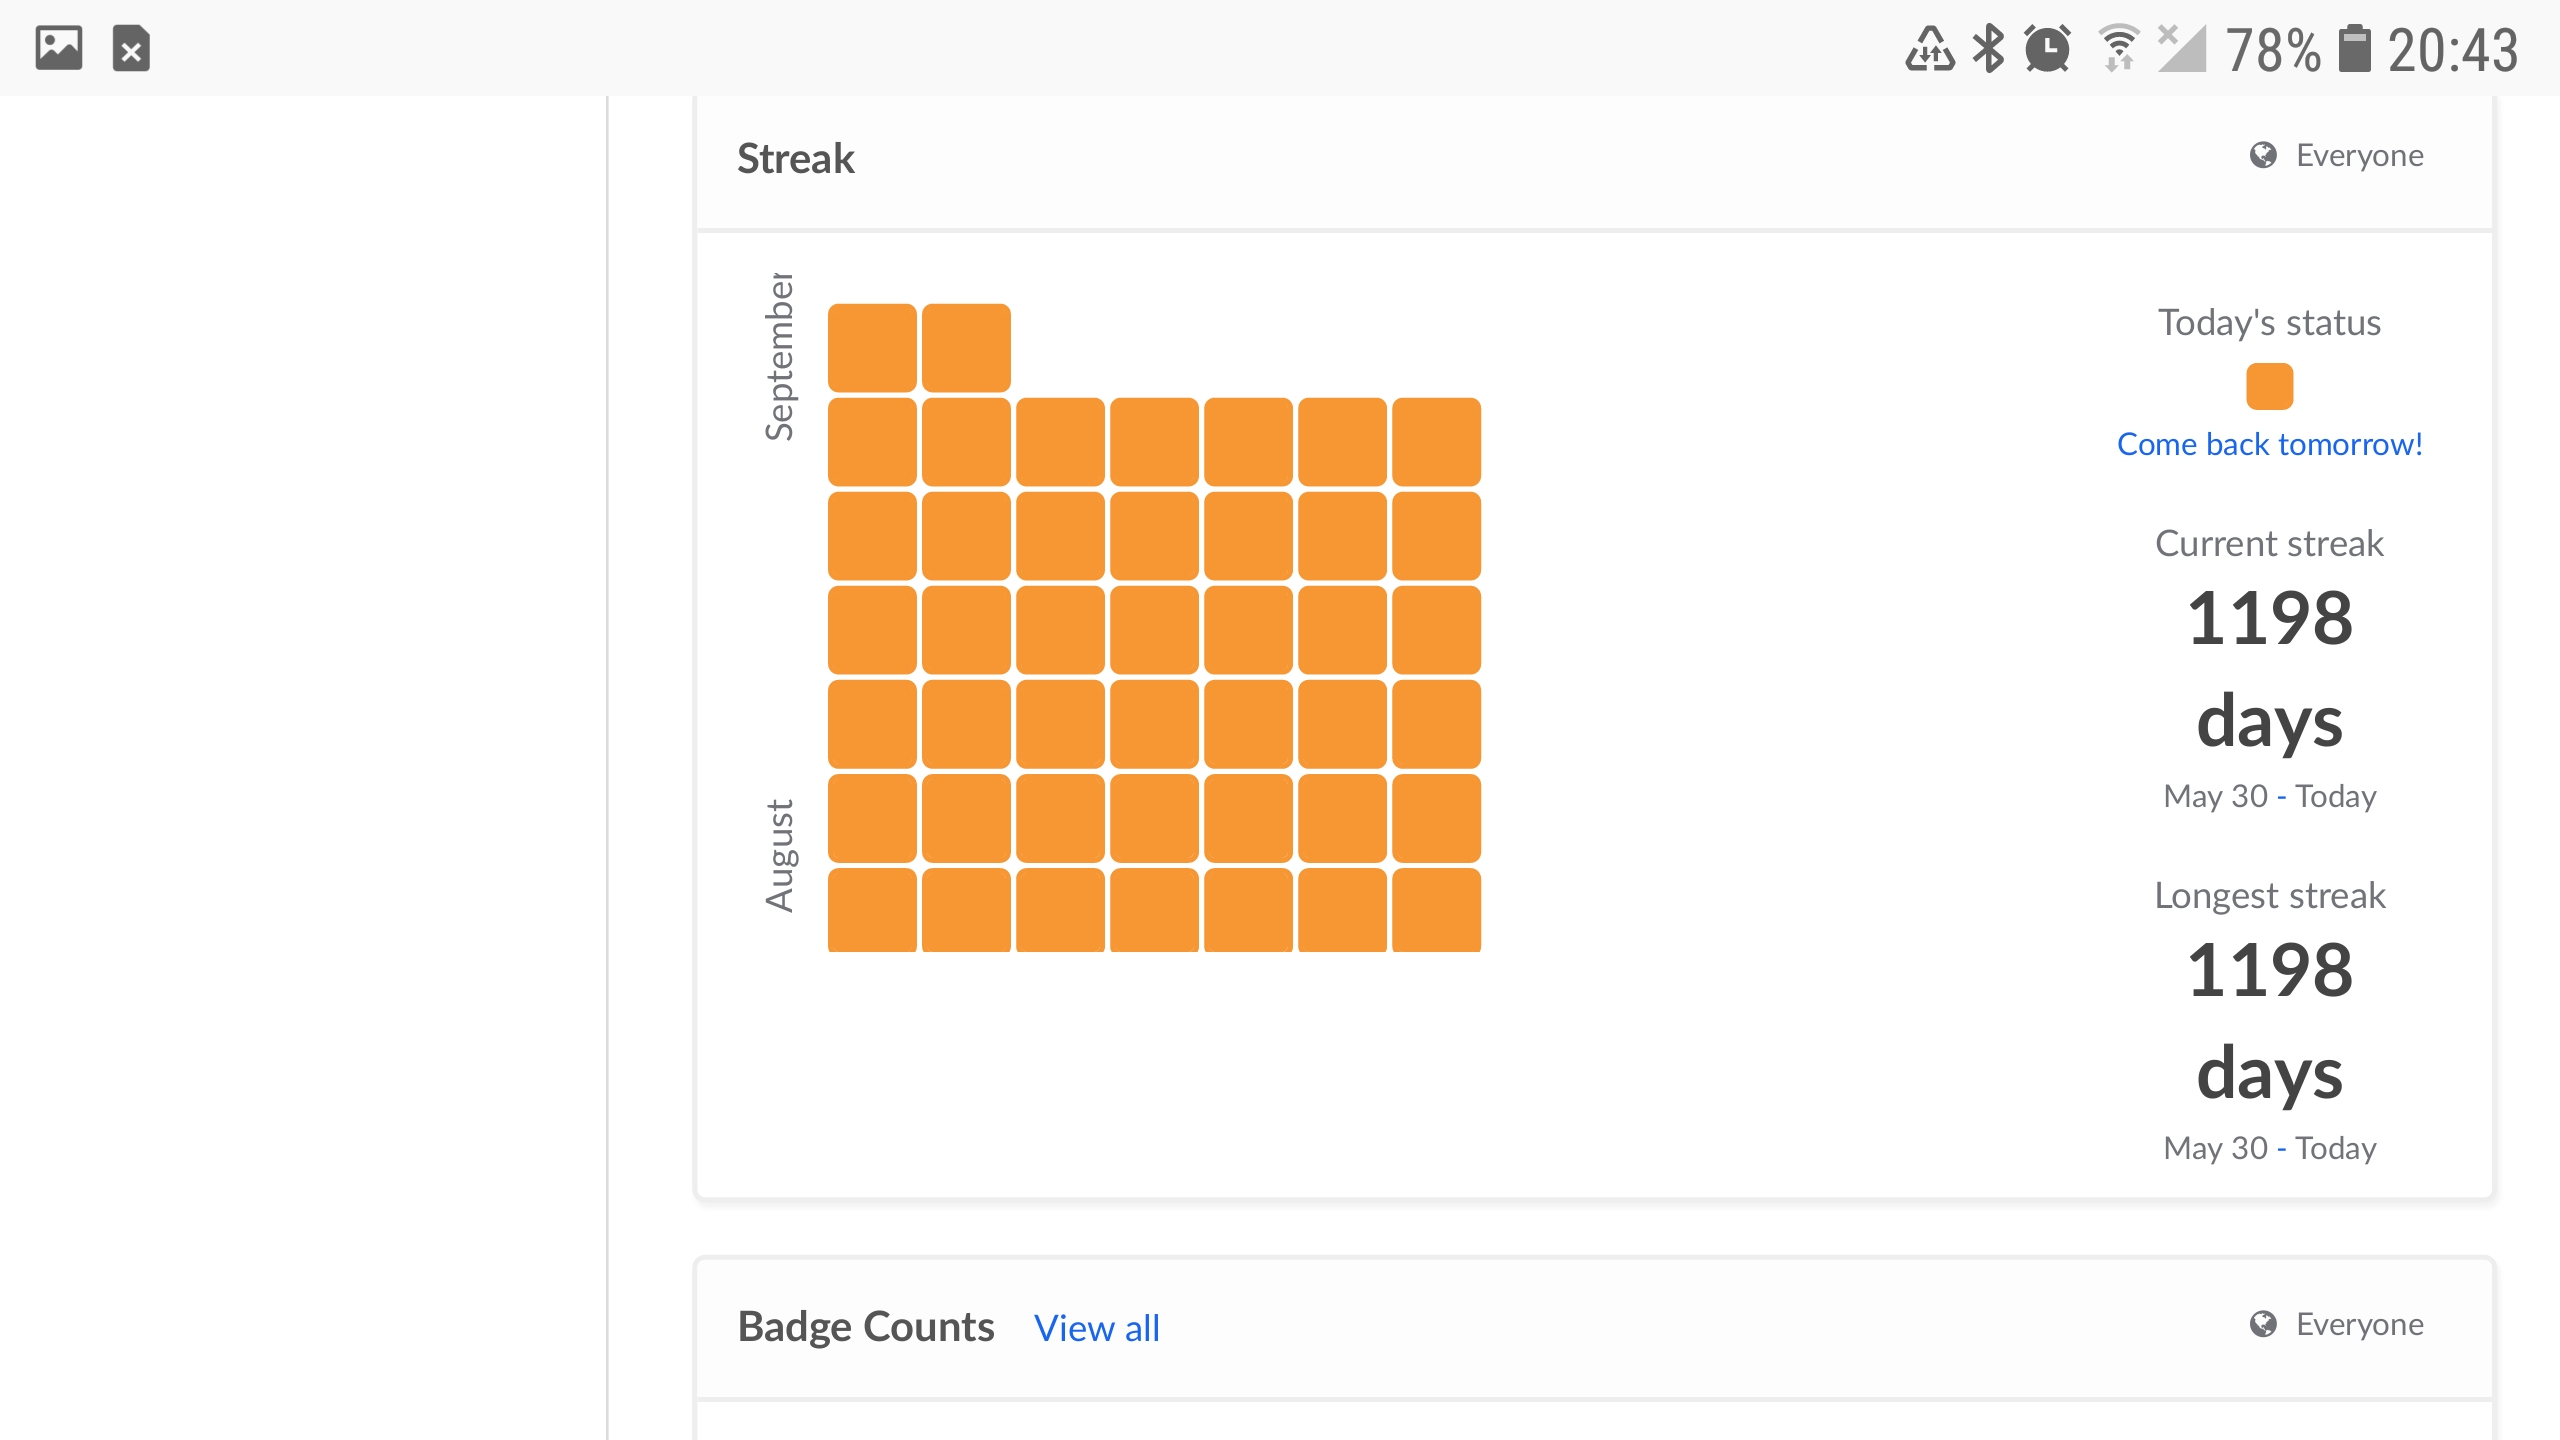 78% 20:43
Streak
Everyone
September
August
Today's status
Come back tomorrow!
Current streak
1198
days
May 30 - Today
Longest streak
1198
days
May 30 - Today
Badge Counts View all
Everyone